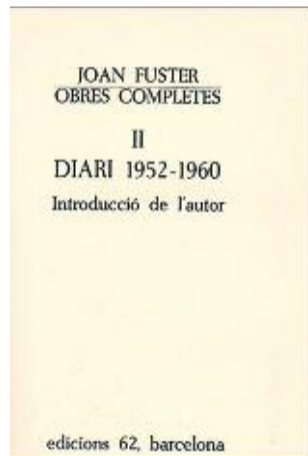 JOAN FUSTER
OBRES COMPLETES
II
DIARI 1952-1960
Introducció de l'autor
edicions 62, barcelona